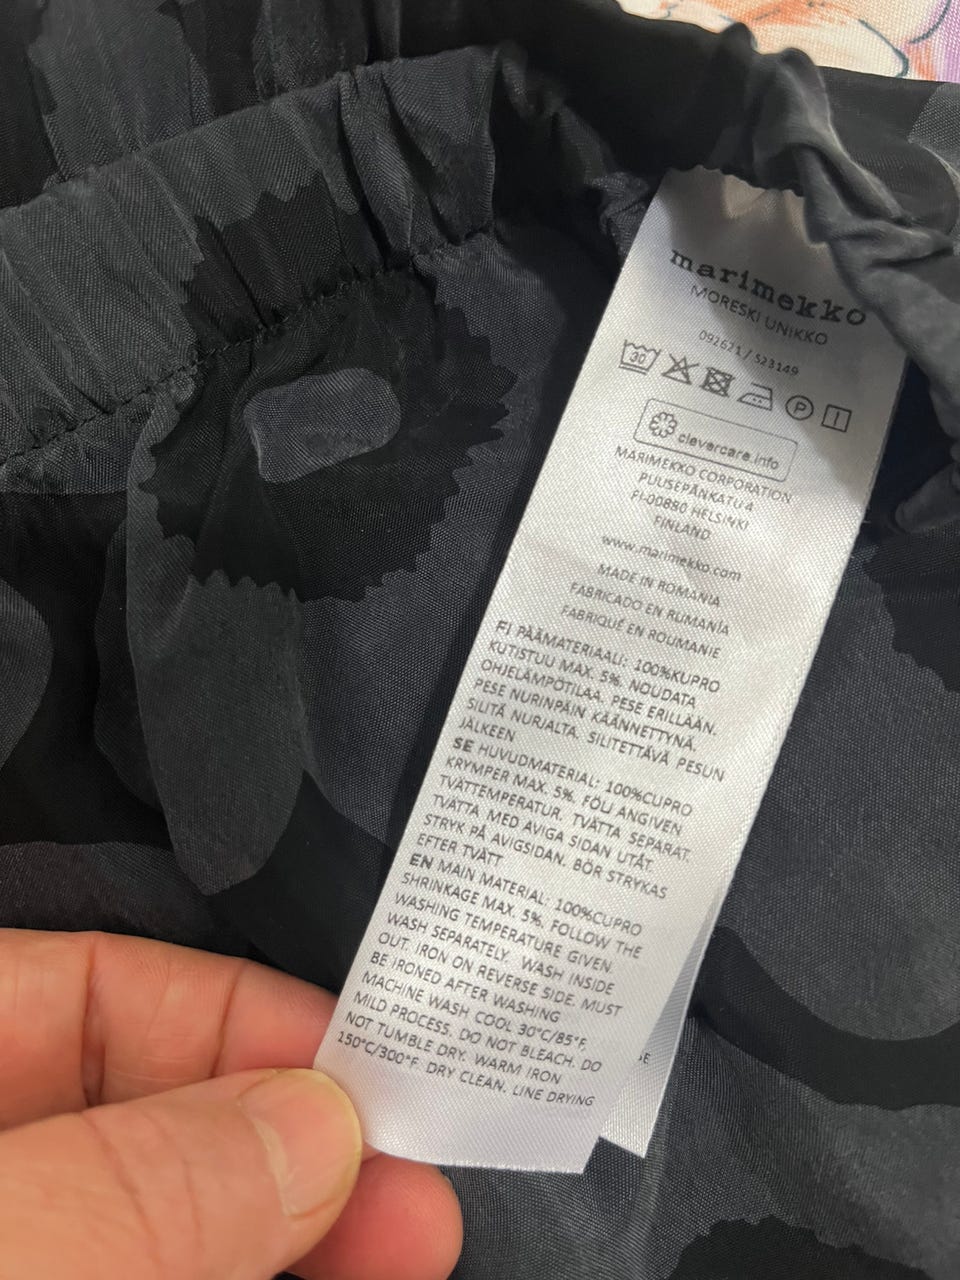 marimekko
MORESKI UNIKKO
092621 / 523149
30
P
clevercare.info
MARIMEKKO CORPORATION
PUUSEPÄNKATU 4
FI-00880 HELSINKI
FINLAND
www.marimekko.com
MADE IN ROMANIA
FABRICADO EN RUMANÍA
FABRIQUÉ EN ROUMANIE
FI PÄÄMATERIAALI: 100%KUPRO
KUTISTUU MAX. 5%. NOUDATA
OHJELÄMPÖTILAA. PESE ERILLÄÄN.
PESE NURINPÄIN KÄÄNNETTYNÄ.
SILITÄ NURJALTA. SILITETTÄVÄ PESUN
JÄLKEEN
SE HUVUDMATERIAL: 100%CUPRO
KRYMPER MAX. 5%. FÖLJ ANGIVEN
TVÄTTEMPERATUR. TVÄTTA SEPARAT.
TVÄTTA MED AVIGA SIDAN UTÅT.
STRYK PÅ AVIGSIDAN. BÖR STRYKAS
EFTER TVÄTT
EN MAIN MATERIAL: 100%CUPRO
SHRINKAGE MAX. 5%. FOLLOW THE
WASHING TEMPERATURE GIVEN.
WASH SEPARATELY. WASH INSIDE
OUT. IRON ON REVERSE SIDE. MUST
BE IRONED AFTER WASHING
MACHINE WASH COOL 30°C/85°F.
MILD PROCESS. DO NOT BLEACH. DO
NOT TUMBLE DRY. WARM IRON
150°C/300°F. DRY CLEAN. LINE DRYING